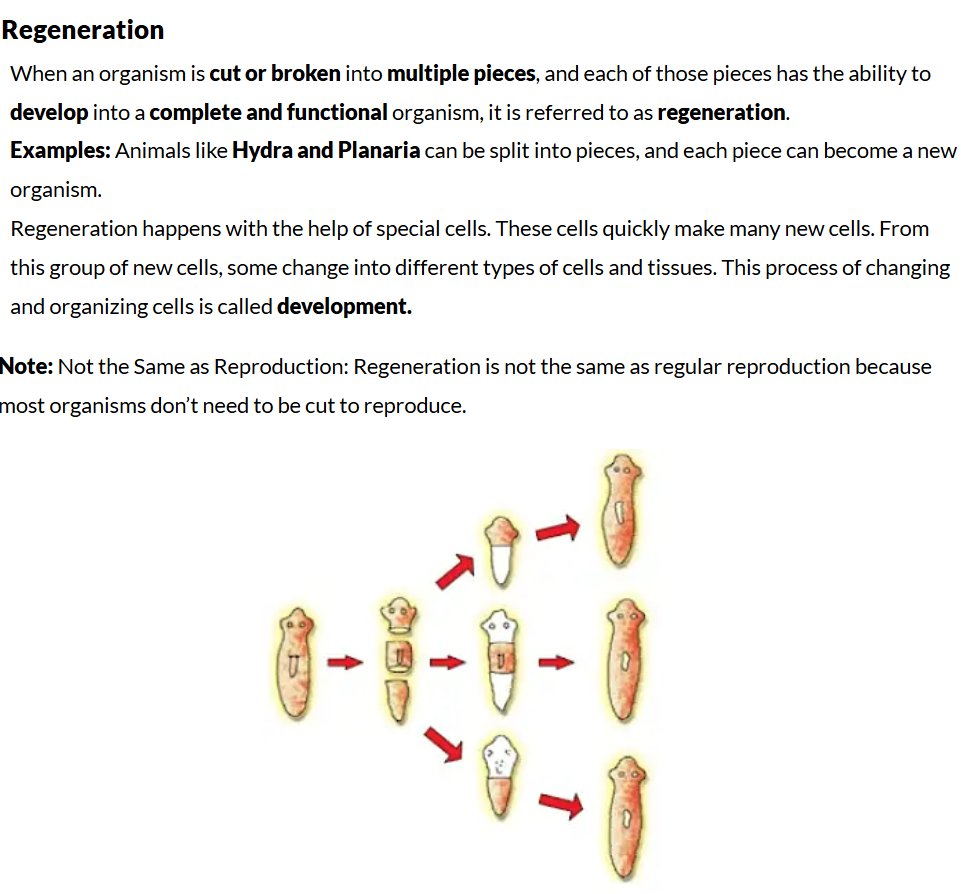 Regeneration
When an organism is cut or broken into multiple pieces, and each of those pieces has the ability to
develop into a complete and functional organism, it is referred to as regeneration.
Examples: Animals like Hydra and Planaria can be split into pieces, and each piece can become a new
organism.
Regeneration happens with the help of special cells. These cells quickly make many new cells. From
this group of new cells, some change into different types of cells and tissues. This process of changing
and organizing cells is called development.
Note: Not the Same as Reproduction: Regeneration is not the same as regular reproduction because
most organisms don’t need to be cut to reproduce.